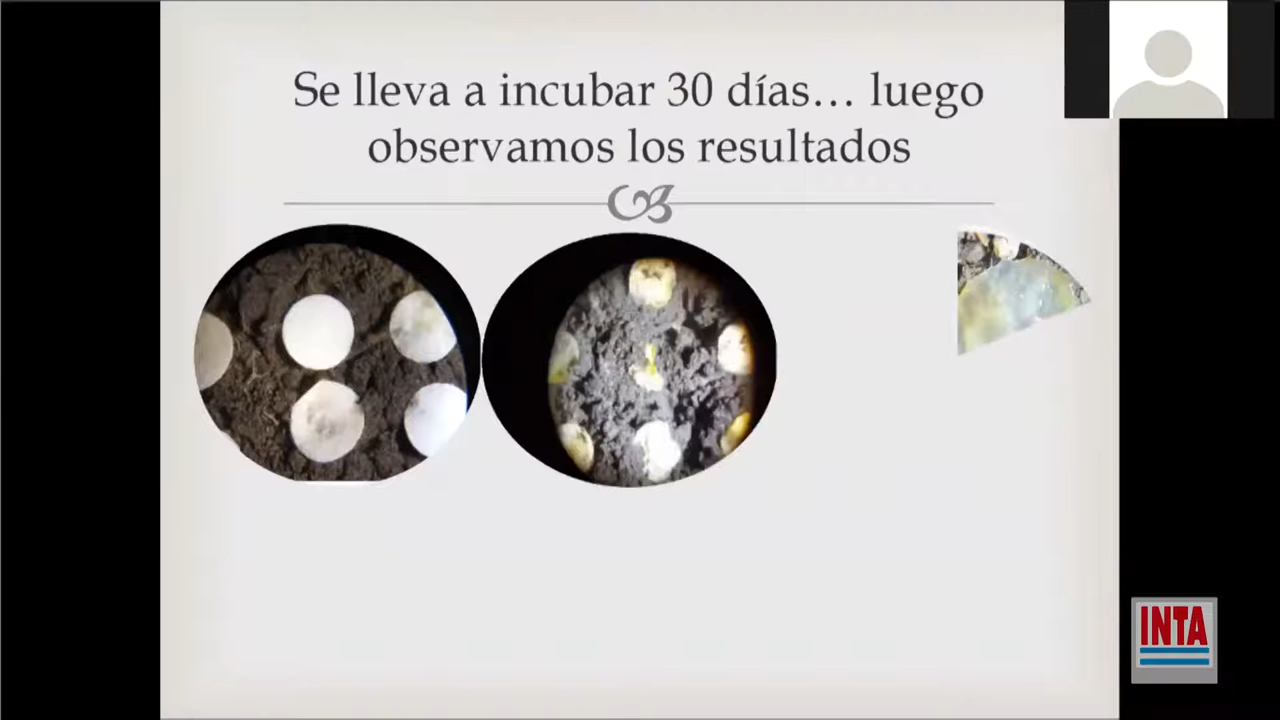 Se lleva a incubar 30 días… luego
observamos los resultados
INTA